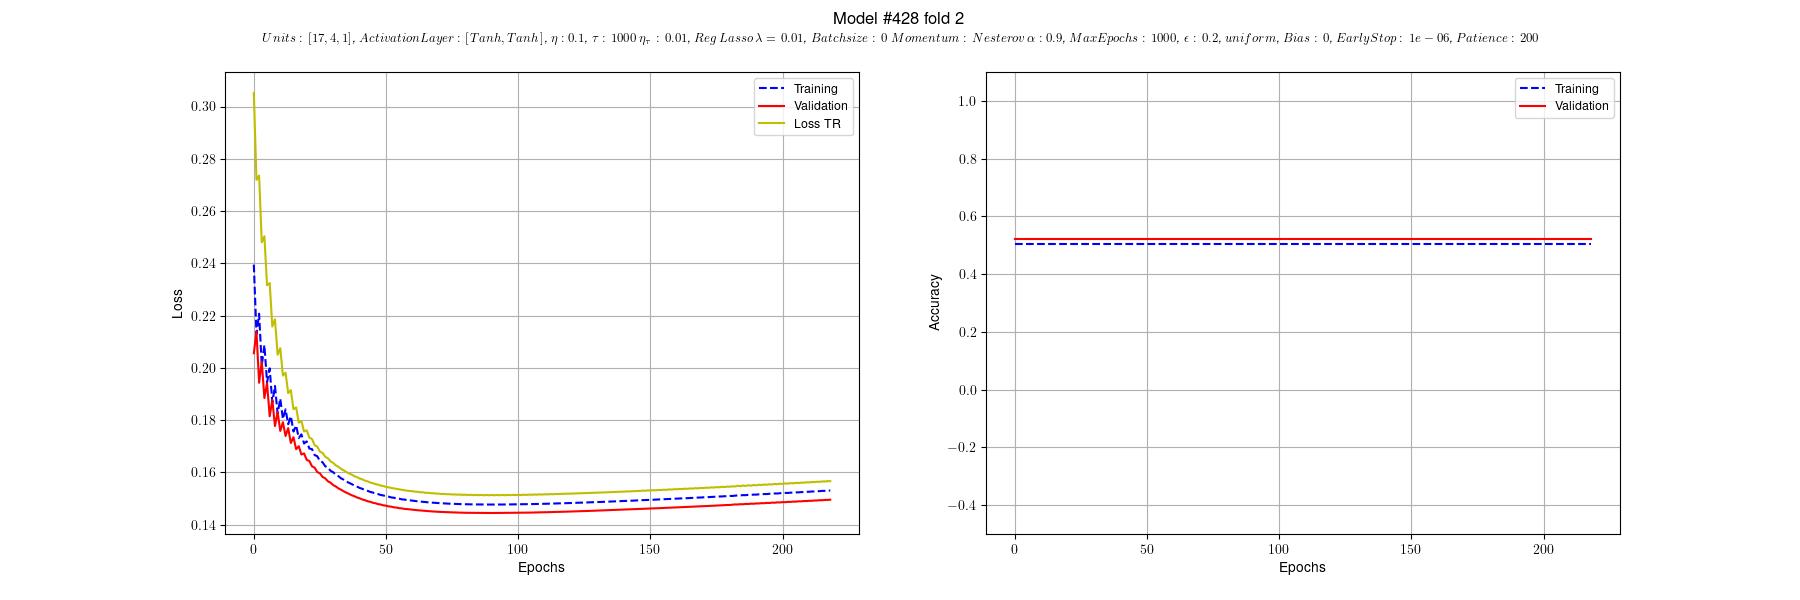 Model #428 fold 2
Units : [17, 4, 1], ActivationLayer : [Tanh, Tanh], η : 0.1, τ : 1000 ητ : 0.01, Reg Lasso λ = 0.01, Batchsize : 0 Momentum : Nesterov α : 0.9, MaxEpochs : 1000, ϵ : 0.2, uniform, Bias : 0, EarlyStop : 1e − 06, Patience : 200
Training
Validation
Loss TR
0.30
0.28
0.26
0.24
0.22
0.20
0.18
0.16
0.14
Loss
0 50 100 150 200
Epochs
Training
Validation
1.0
0.8
0.6
0.4
0.2
0.0
−0.2
−0.4
Accuracy
0 50 100 150 200
Epochs